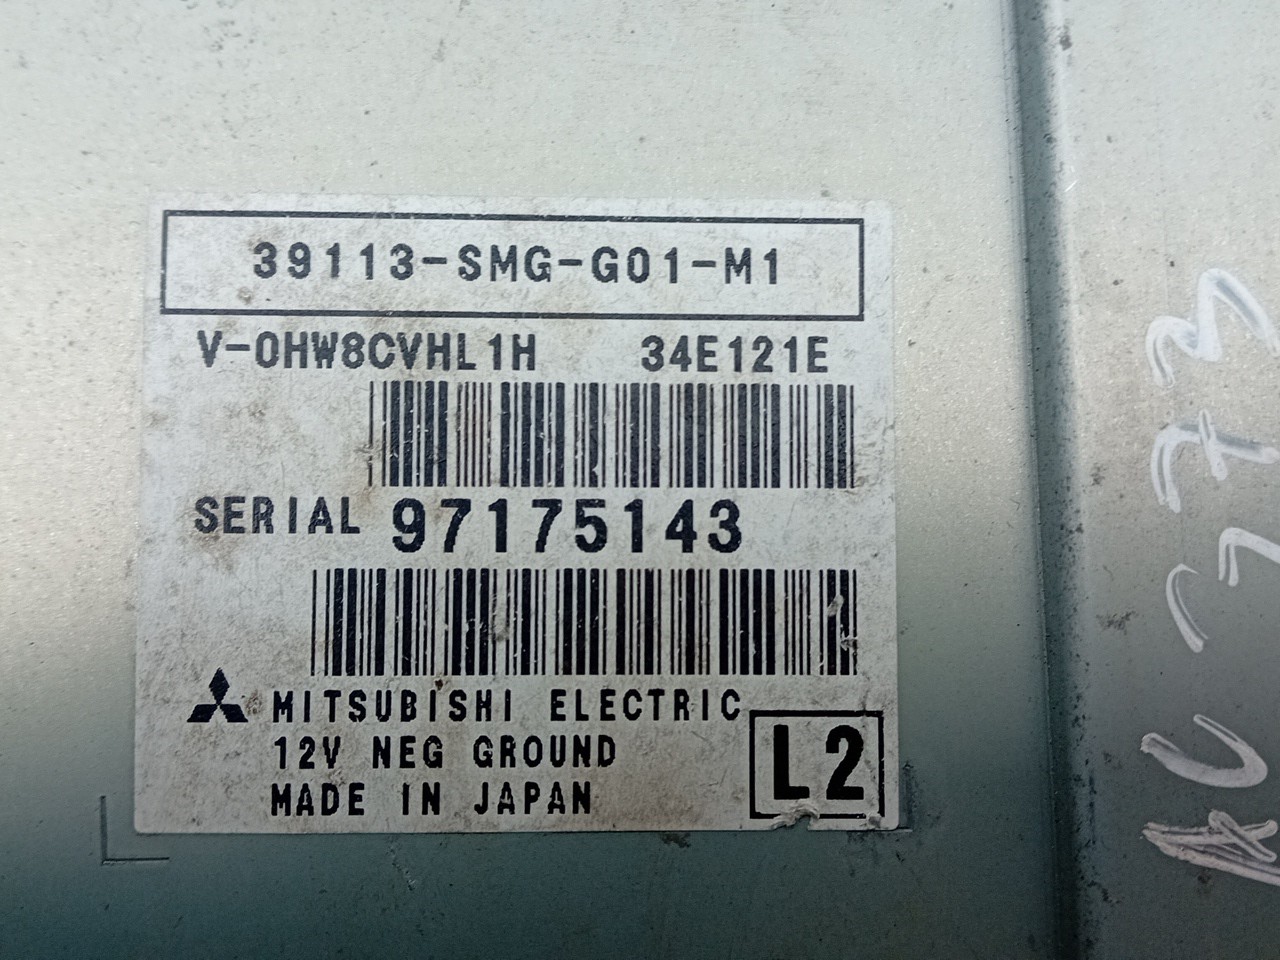 39113-SMG-G01-M1
V-0HW8CVHL1H 34E121E
SERIAL 97175143
MITSUBISHI ELECTRIC
12V NEG GROUND
MADE IN JAPAN
L2